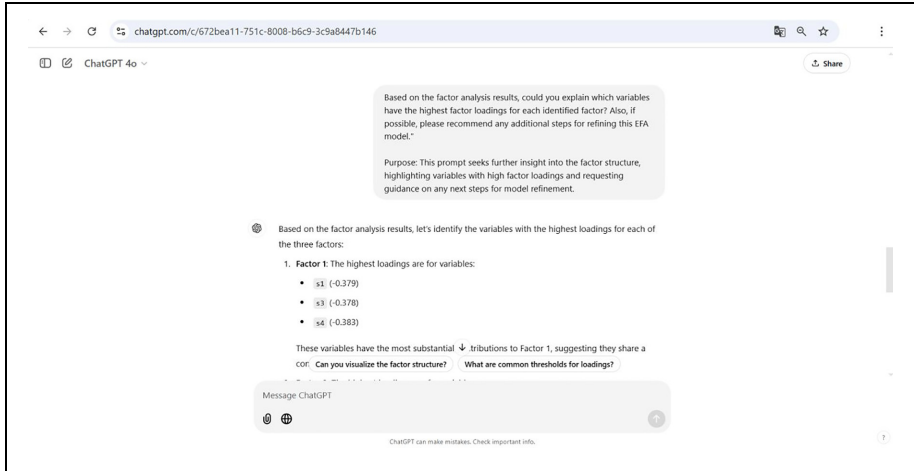 chatgpt.com/c/672bea11-751c-8008-b6c9-3c9a8447b146
ChatGPT 4o
Share
Based on the factor analysis results, could you explain which variables
have the highest factor loadings for each identified factor? Also, if
possible, please recommend any additional steps for refining this EFA
model."
Purpose: This prompt seeks further insight into the factor structure,
highlighting variables with high factor loadings and requesting
guidance on any next steps for model refinement.
Based on the factor analysis results, let's identify the variables with the highest loadings for each of
the three factors:
1. Factor 1: The highest loadings are for variables:
• s1 (-0.379)
• s3 (-0.378)
• s4 (-0.383)
These variables have the most substantial tributions to Factor 1, suggesting they share a
cor Can you visualize the factor structure? What are common thresholds for loadings?
Message ChatGPT
ChatGPT can make mistakes. Check important info.
?